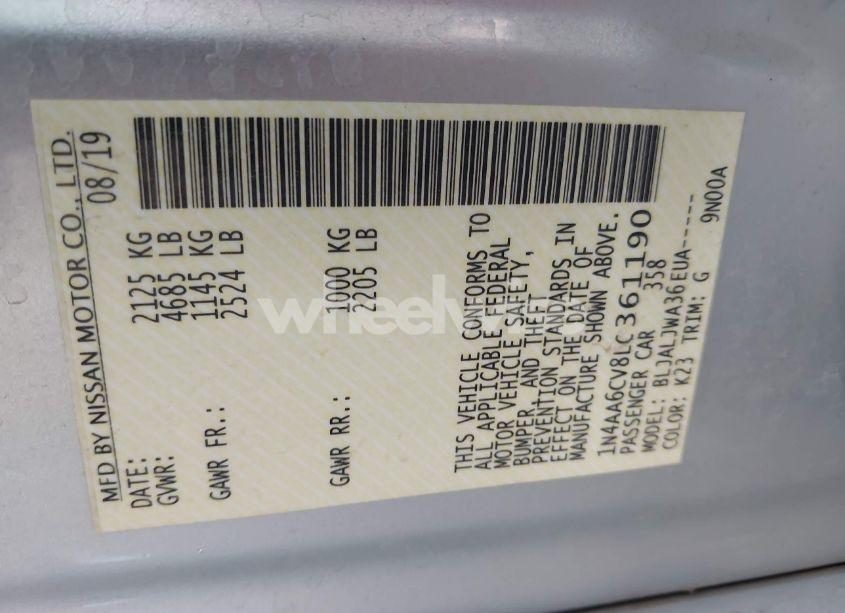 MFD BY NISSAN MOTOR CO., LTD.
DATE: 08/19
GVWR: 2125 KG
4685 LB
GAWR FR.: 1145 KG
2524 LB
GAWR RR.: 1000 KG
2205 LB
THIS VEHICLE CONFORMS TO
ALL APPLICABLE FEDERAL
MOTOR VEHICLE SAFETY,
BUMPER AND THEFT
PREVENTION STANDARDS IN
EFFECT ON THE DATE OF
MANUFACTURE SHOWN ABOVE.
1N4AA6CV8LC361190
PASSENGER CAR 358
MODEL: BLJALJWA36EUA-----
COLOR: K23 TRIM: G 9N00A